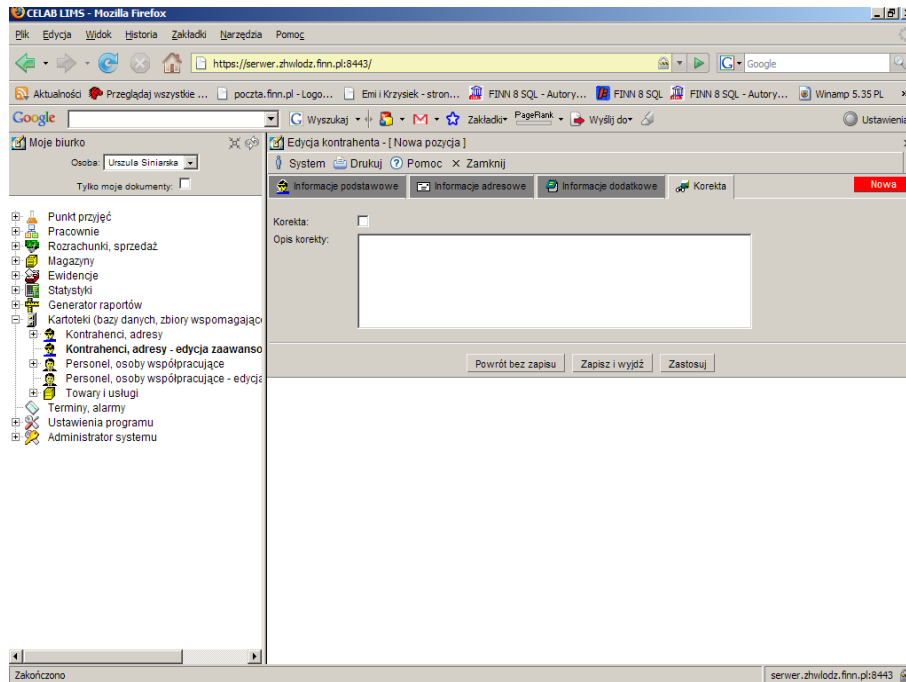 CELAB LIMS - Mozilla Firefox
Plik Edycja Widok Historia Zakładki Narzędzia Pomoc
https://serwer.zhwlodz.finn.pl:8443/ Google
Aktualności Przeglądaj wszystkie ... poczta.finn.pl - Logo... Emi i Krzysiek - stron... FINN 8 SQL - Autory... FINN 8 SQL FINN 8 SQL - Autory... Winamp 5.35 PL
Google Wyszukaj Zakładki PageRank Wyślij do Ustawienia
Moje biurko
Edycja kontrahenta - [ Nowa pozycja ]
Osoba: Urszula Siniarska
System Drukuj Pomoc Zamknij
Tylko moje dokumenty:
Informacje podstawowe Informacje adresowe Informacje dodatkowe Korekta Nowa
Korekta:
Opis korekty:
Punkt przyjęć
Pracownie
Rozrachunki, sprzedaż
Magazyny
Ewidencje
Statystyki
Generator raportów
Kartoteki (bazy danych, zbiory wspomagając
Kontrahenci, adresy
Kontrahenci, adresy - edycja zaawanso
Personel, osoby współpracujące
Personel, osoby współpracujące - edycja
Towary i usługi
Terminy, alarmy
Ustawienia programu
Administrator systemu
Powrót bez zapisu Zapisz i wyjdź Zastosuj
Zakończono serwer.zhwlodz.finn.pl:8443